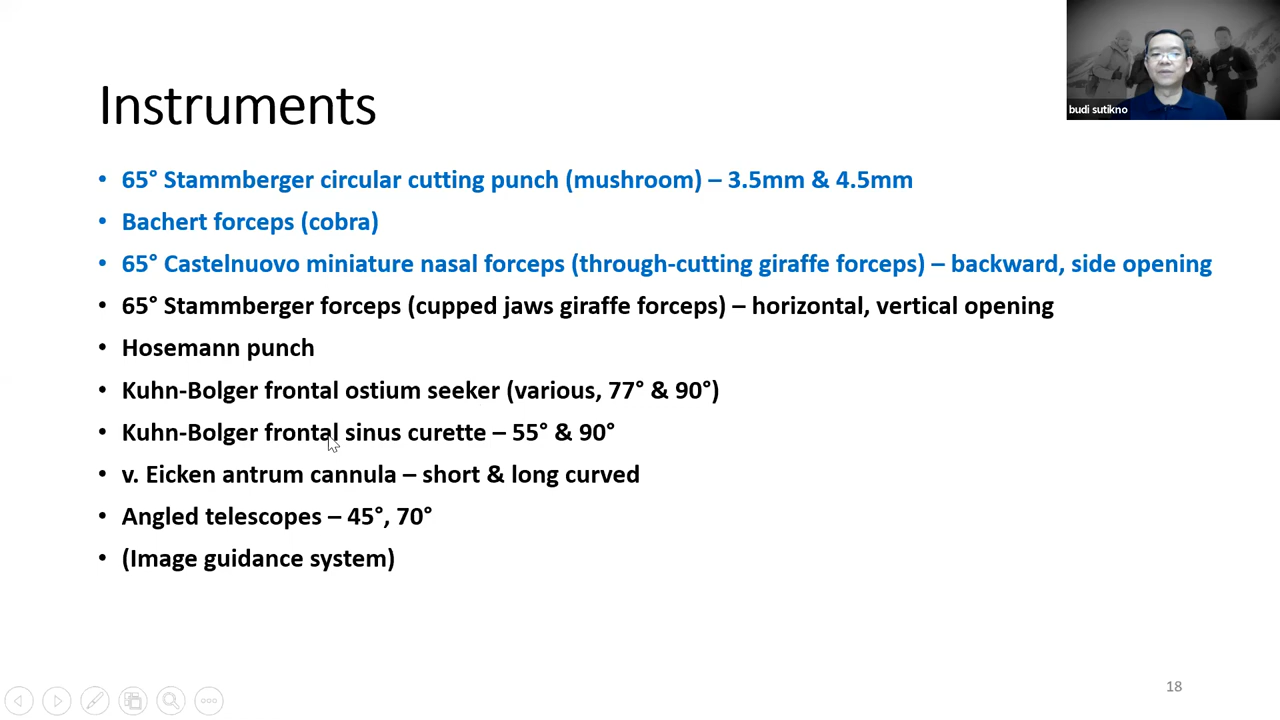 budi sutikno
Instruments
• 65° Stammberger circular cutting punch (mushroom) – 3.5mm & 4.5mm
• Bachert forceps (cobra)
• 65° Castelnuovo miniature nasal forceps (through-cutting giraffe forceps) – backward, side opening
• 65° Stammberger forceps (cupped jaws giraffe forceps) – horizontal, vertical opening
• Hosemann punch
• Kuhn-Bolger frontal ostium seeker (various, 77° & 90°)
• Kuhn-Bolger frontal sinus curette – 55° & 90°
• v. Eicken antrum cannula – short & long curved
• Angled telescopes – 45°, 70°
• (Image guidance system)
18